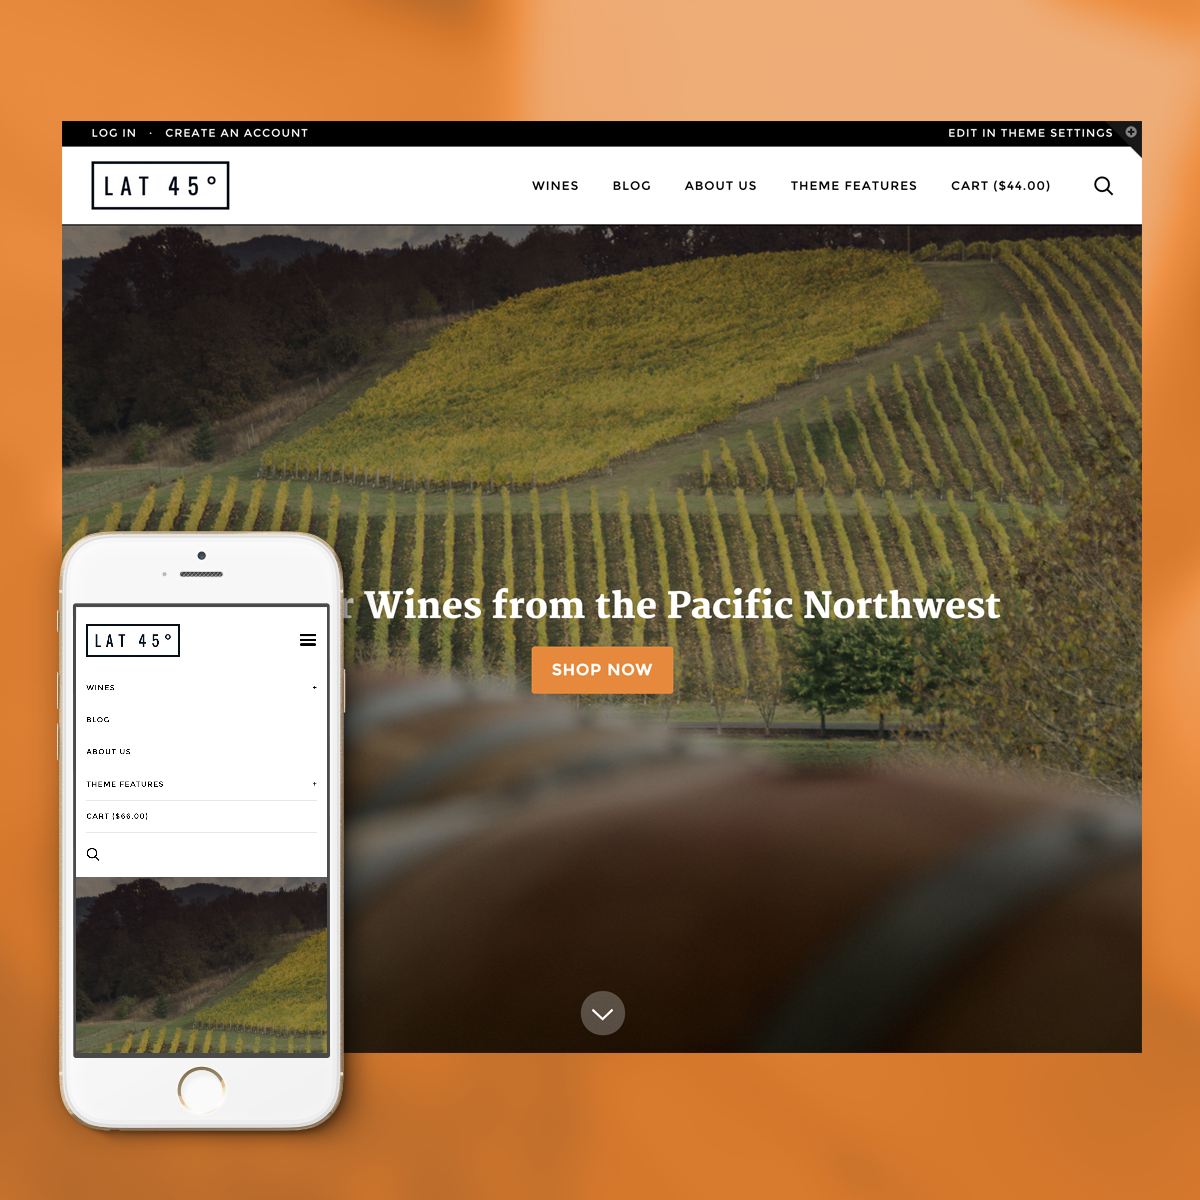 LOG IN · CREATE AN ACCOUNT EDIT IN THEME SETTINGS
LAT 45° WINES BLOG ABOUT US THEME FEATURES CART ($44.00)
Wines from the Pacific Northwest
SHOP NOW
LAT 45°
WINES +
BLOG
ABOUT US
THEME FEATURES +
CART ($66.00)